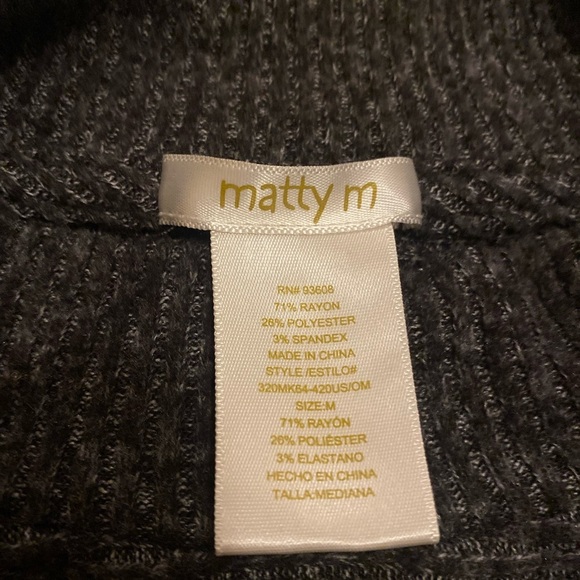 matty m
RN# 93608
71% RAYON
26% POLYESTER
3% SPANDEX
MADE IN CHINA
STYLE /ESTILO#
320MK64-420US/OM
SIZE:M
71% RAYÓN
26% POLIÉSTER
3% ELASTANO
HECHO EN CHINA
TALLA:MEDIANA